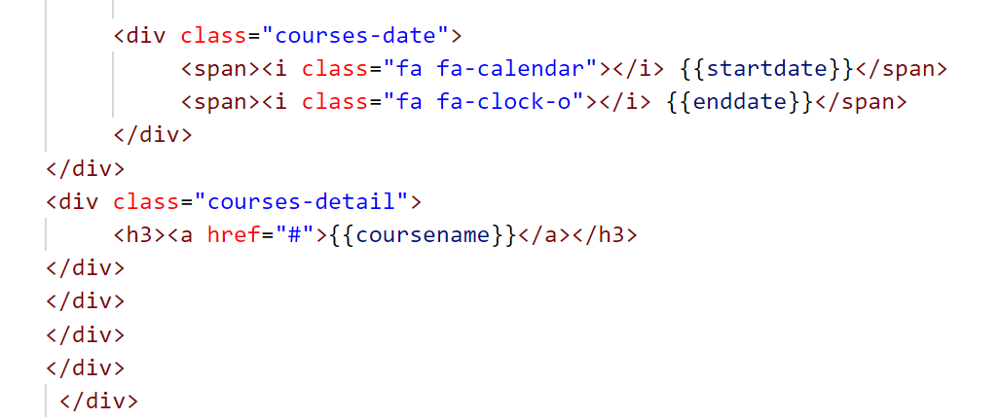 <div class="courses-date">
<span><i class="fa fa-calendar"></i> {{startdate}}</span>
<span><i class="fa fa-clock-o"></i> {{enddate}}</span>
</div>
</div>
<div class="courses-detail">
<h3><a href="#">{{coursename}}</a></h3>
</div>
</div>
</div>
</div>
</div>